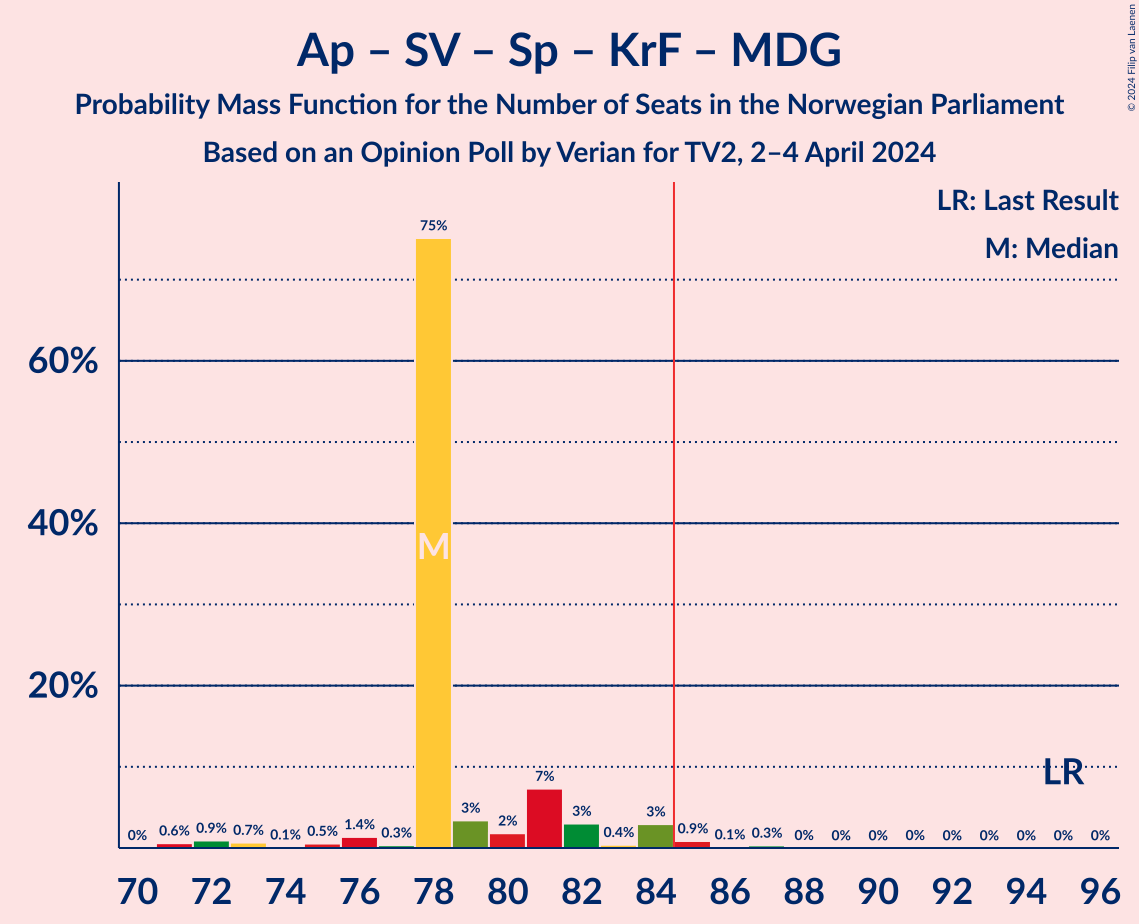 Ap – SV – Sp – KrF – MDG
Probability Mass Function for the Number of Seats in the Norwegian Parliament
Based on an Opinion Poll by Verian for TV2, 2–4 April 2024
© 2024 Filip van Laenen
LR: Last Result
M: Median
60%
40%
20%
0% 0.6% 0.9% 0.7% 0.1% 0.5% 1.4% 0.3% 75% 3% 2% 7% 3% 0.4% 3% 0.9% 0.1% 0.3% 0% 0% 0% 0% 0% 0% 0% 0% 0%
M
LR
70 72 74 76 78 80 82 84 86 88 90 92 94 96